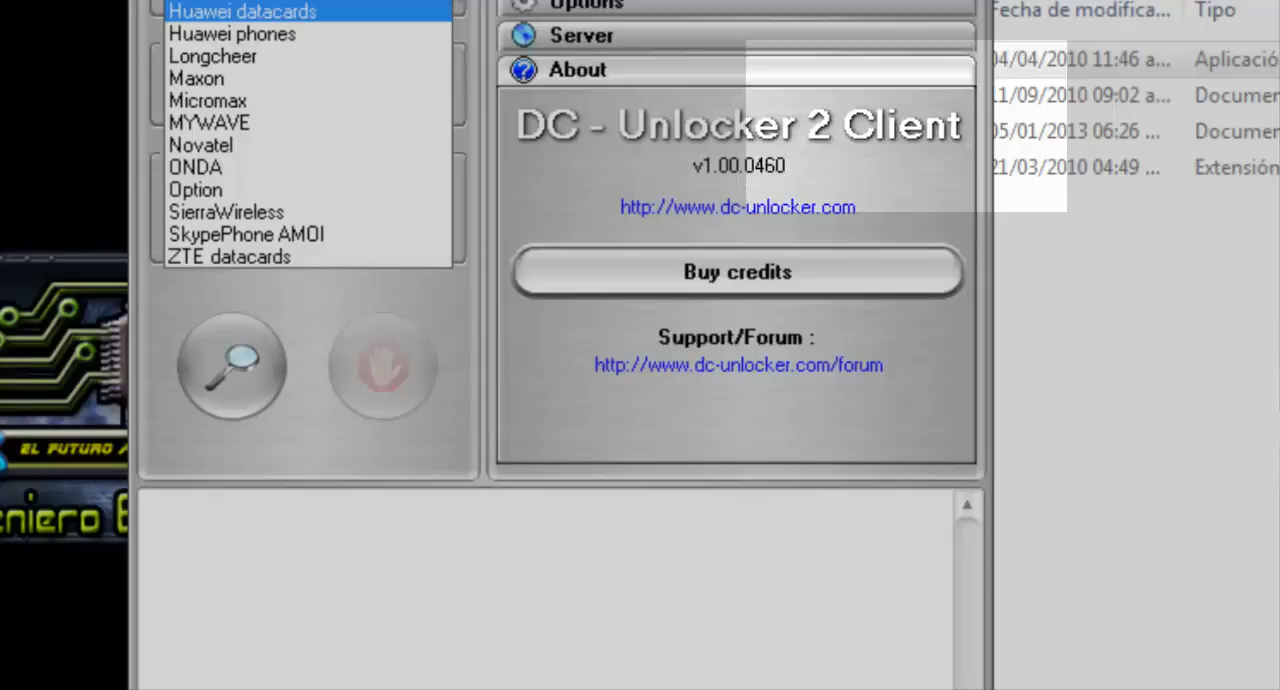 Huawei datacards
Huawei phones
Longcheer
Maxon
Micromax
MYWAVE
Novatel
ONDA
Option
SierraWireless
SkypePhone AMOI
ZTE datacards
Options
Server
About
DC - Unlocker 2 Client
v1.00.0460
http://www.dc-unlocker.com
Buy credits
Support/Forum :
http://www.dc-unlocker.com/forum
Fecha de modifica... Tipo
04/04/2010 11:46 a... Aplicació
11/09/2010 09:02 a... Documen
05/01/2013 06:26 ... Documen
21/03/2010 04:49 ... Extensión
EL FUTURO
eniero